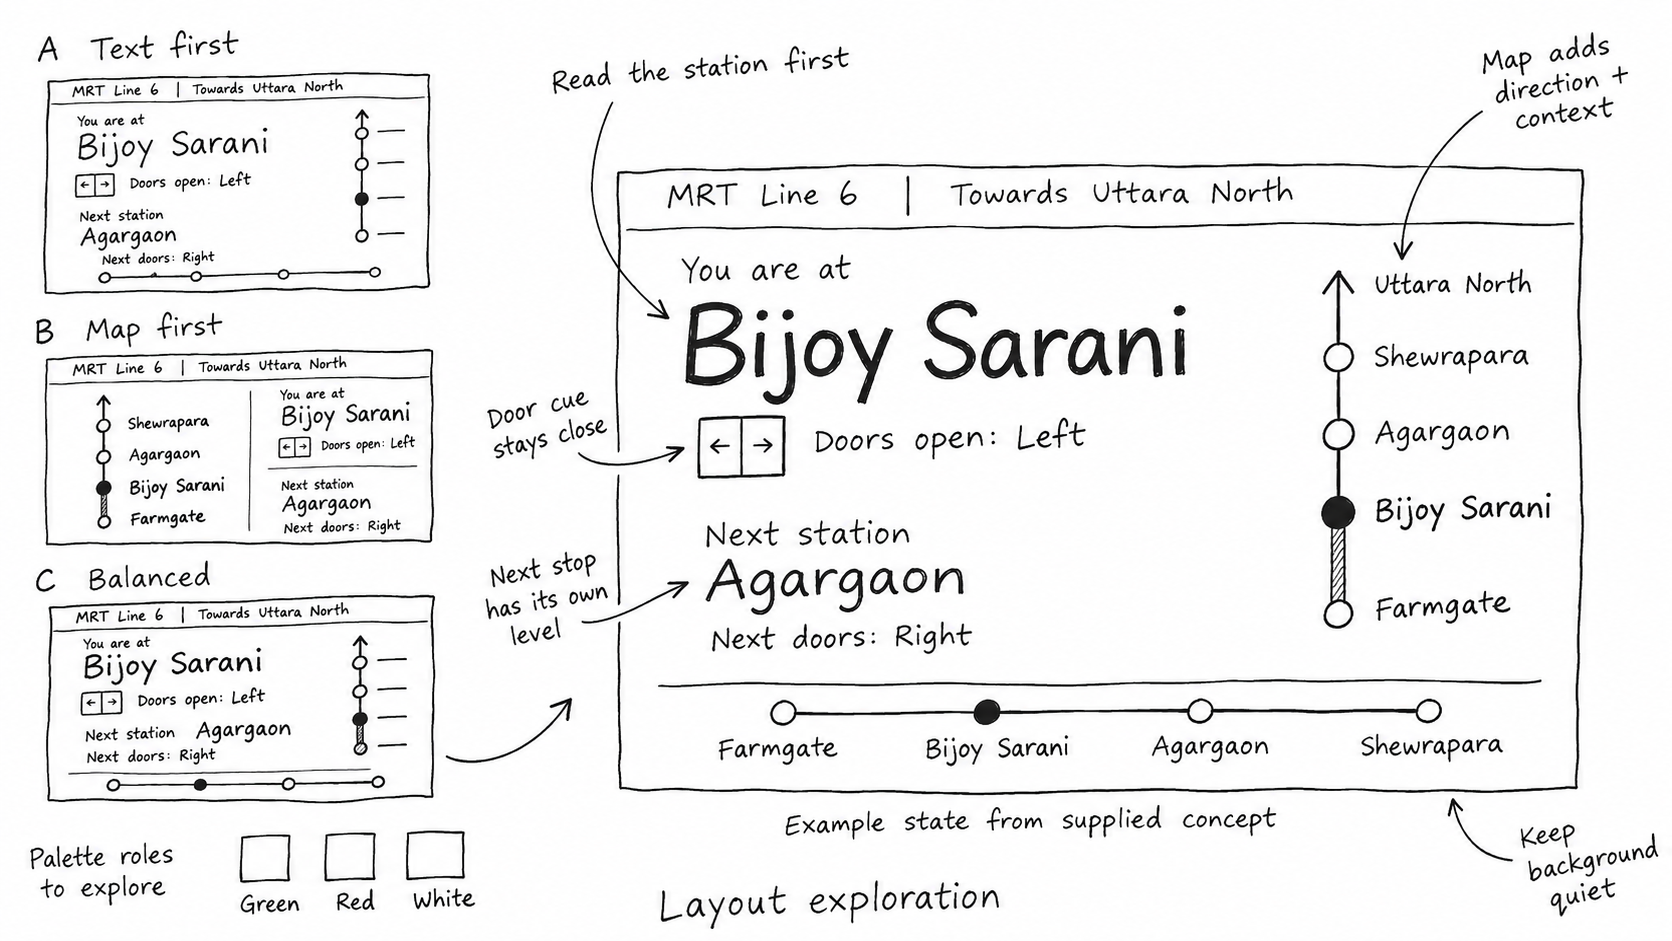 A Text first
MRT Line 6 | Towards Uttara North
You are at
Bijoy Sarani
← → Doors open: Left
Next station
Agargaon
Next doors: Right
B Map first
MRT Line 6 | Towards Uttara North
Shewrapara
Agargaon
Bijoy Sarani
Farmgate
You are at
Bijoy Sarani
← → Doors open: Left
Next station
Agargaon
Next doors: Right
C Balanced
MRT Line 6 | Towards Uttara North
You are at
Bijoy Sarani
← → Doors open: Left
Next station Agargaon
Next doors: Right
Palette roles
to explore
Green
Red
White
Read the station first
Map adds
direction +
context
Door cue
stays close
Next stop
has its own
level
MRT Line 6 | Towards Uttara North
You are at
Bijoy Sarani
← → Doors open: Left
Next station
Agargaon
Next doors: Right
Uttara North
Shewrapara
Agargaon
Bijoy Sarani
Farmgate
Farmgate
Bijoy Sarani
Agargaon
Shewrapara
Example state from supplied concept
Keep
background
quiet
Layout exploration